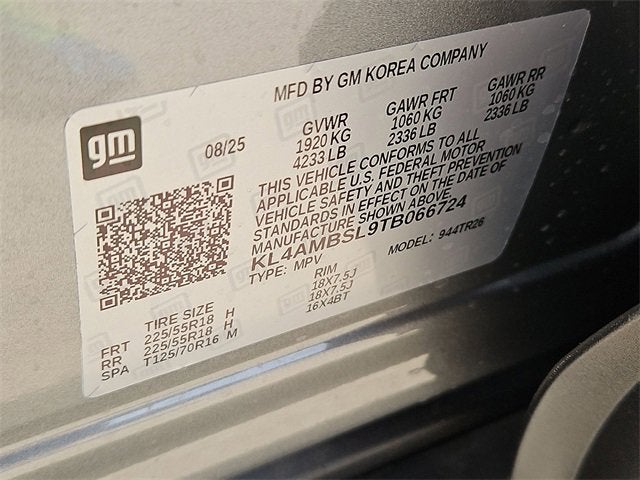 MFD BY GM KOREA COMPANY
gm
08/25
GVWR
1920 KG
4233 LB
GAWR FRT
1060 KG
2336 LB
GAWR RR
1060 KG
2336 LB
THIS VEHICLE CONFORMS TO ALL
APPLICABLE U.S. FEDERAL MOTOR
VEHICLE SAFETY AND THEFT PREVENTION
STANDARDS IN EFFECT ON THE DATE OF
MANUFACTURE SHOWN ABOVE.
KL4AMBSL9TB066724
TYPE: MPV
MODEL: 944TR26
TIRE SIZE
RIM
FRT 225/55R18 H 18X7.5J
RR 225/55R18 H 18X7.5J
SPA T125/70R16 M 16X4BT